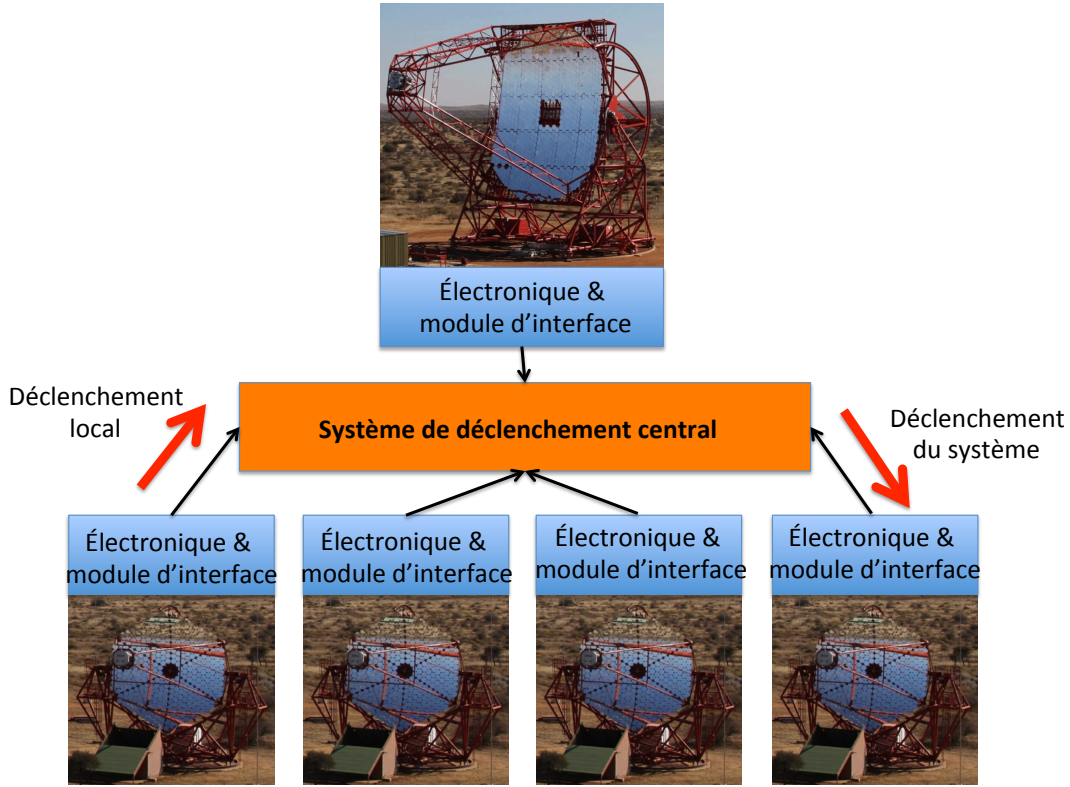 Électronique &
module d’interface
Déclenchement
local
Système de déclenchement central
Déclenchement
du système
Électronique &
module d’interface
Électronique &
module d’interface
Électronique &
module d’interface
Électronique &
module d’interface